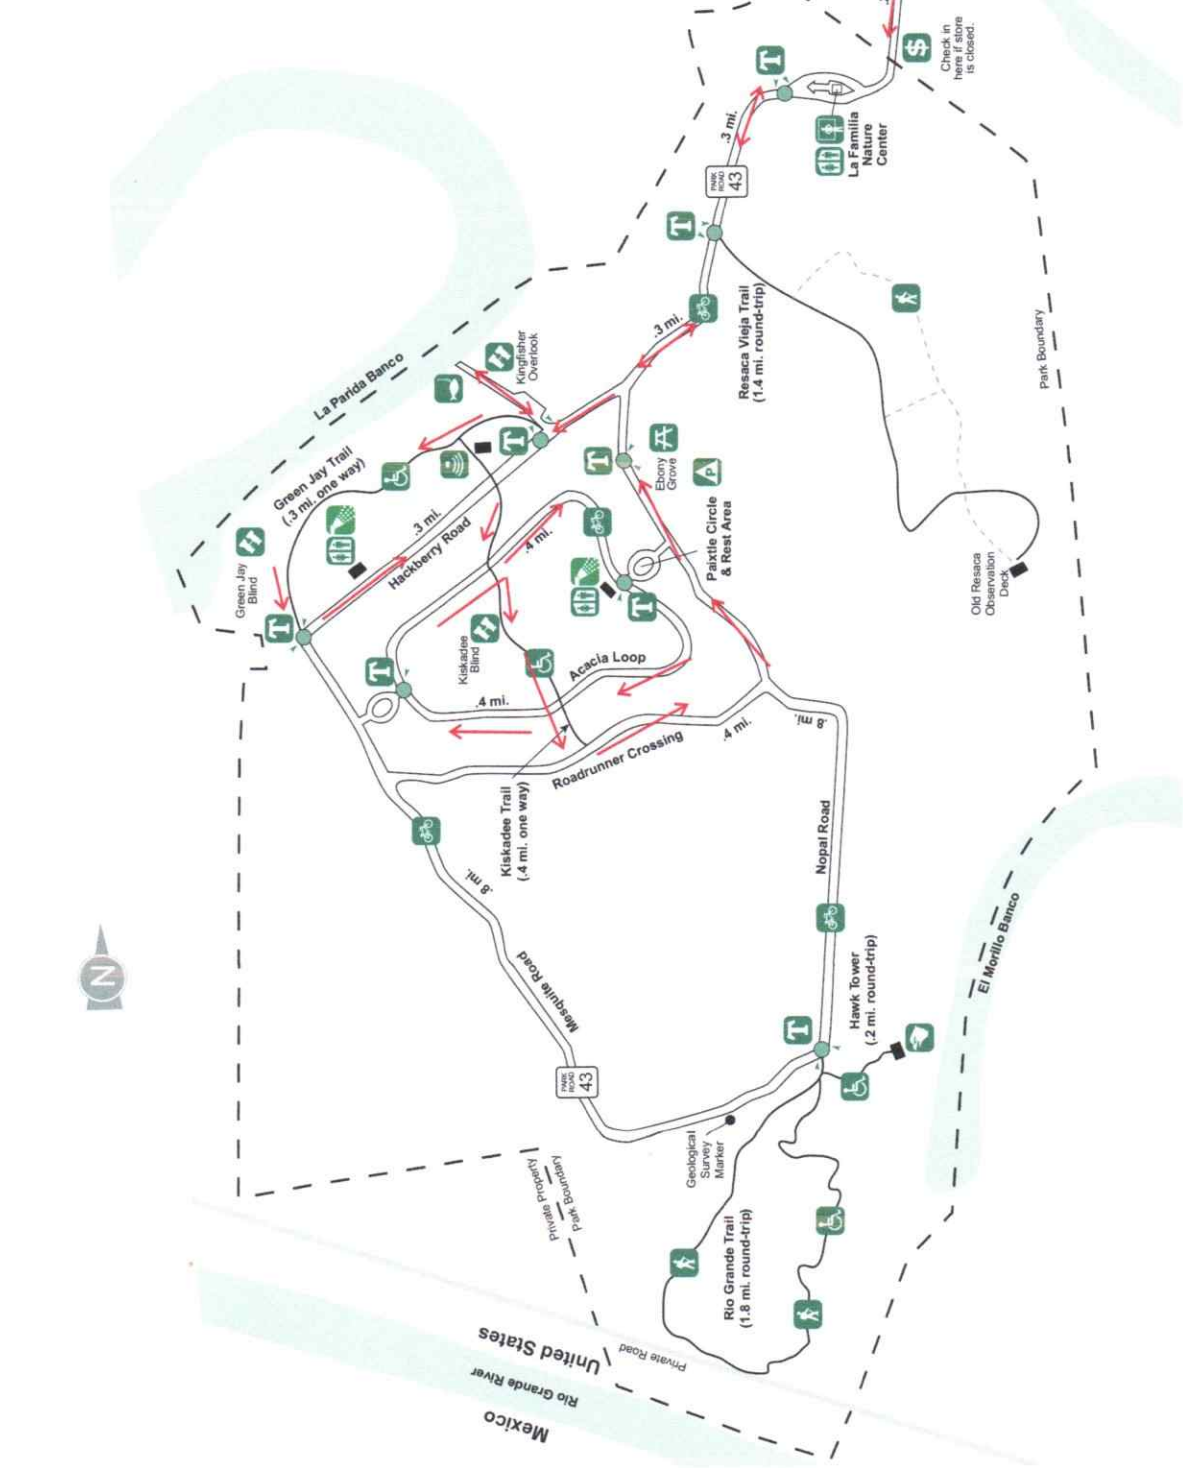 $
Check in
here if store
is closed.
T
.3 mi.
La Familia
Nature
Center
PARK
ROAD
43
T
.3 mi.
Resaca Vieja Trail
(1.4 mi. round-trip)
Park Boundary
Kingfisher
Overlook
La Parida Banco
Green Jay Trail
(.3 mi. one way)
T
T
Ebony
Grove
P
Paixtle Circle
& Rest Area
.3 mi.
Hackberry Road
.4 mi.
Green Jay
Blind
T
T
T
Kiskadee
Blind
Acacia Loop
.4 mi.
Old Resaca
Observation
Deck
.4 mi.
.8 mi.
Roadrunner Crossing
Kiskadee Trail
(.4 mi. one way)
.8 mi.
Nopal Road
Mesquite Road
N
T
Hawk Tower
(.2 mi. round-trip)
El Morillo Banco
PARK
ROAD
43
Geological
Survey
Marker
Private Property
Park Boundary
Rio Grande Trail
(1.8 mi. round-trip)
Private Road
United States
Rio Grande River
Mexico